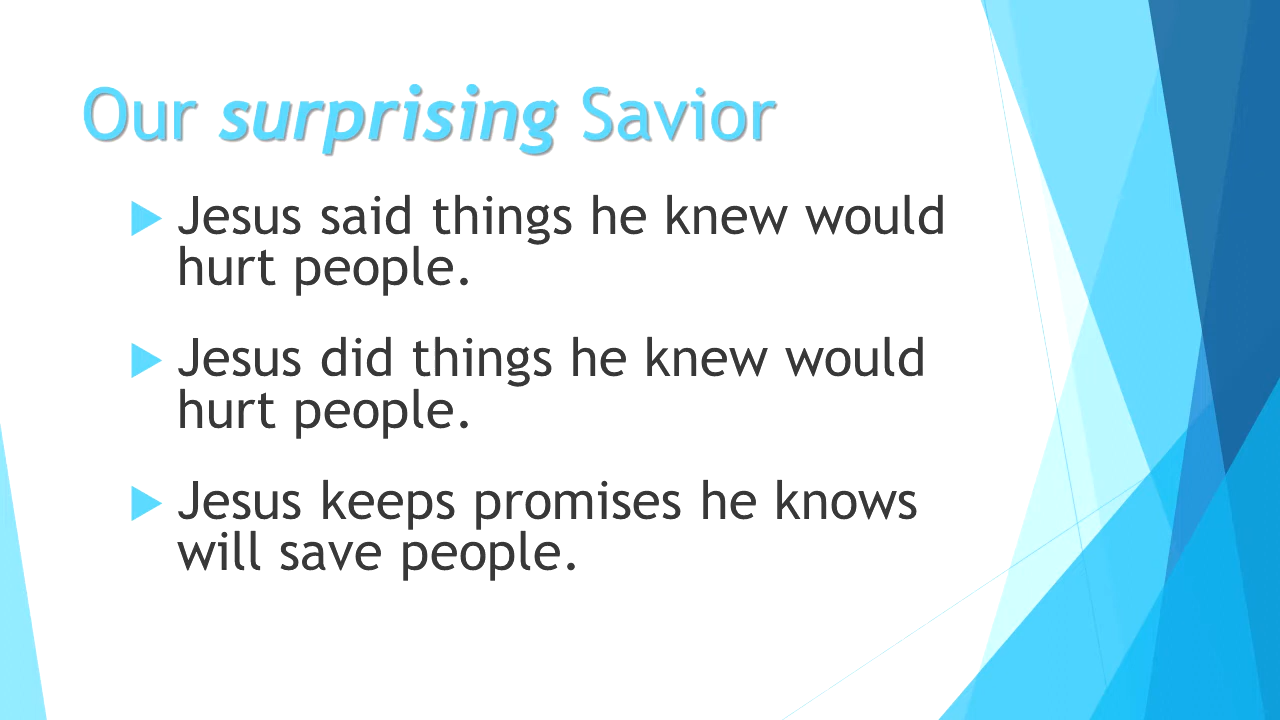 Our surprising Savior
Jesus said things he knew would
hurt people.
Jesus did things he knew would
hurt people.
Jesus keeps promises he knows
will save people.